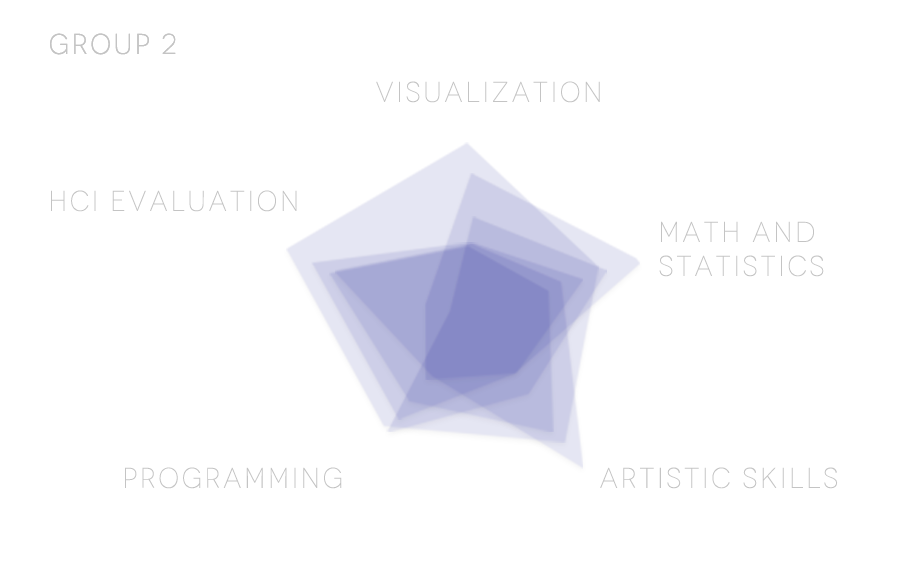 GROUP 2
VISUALIZATION
HCI EVALUATION
MATH AND
STATISTICS
PROGRAMMING
ARTISTIC SKILLS